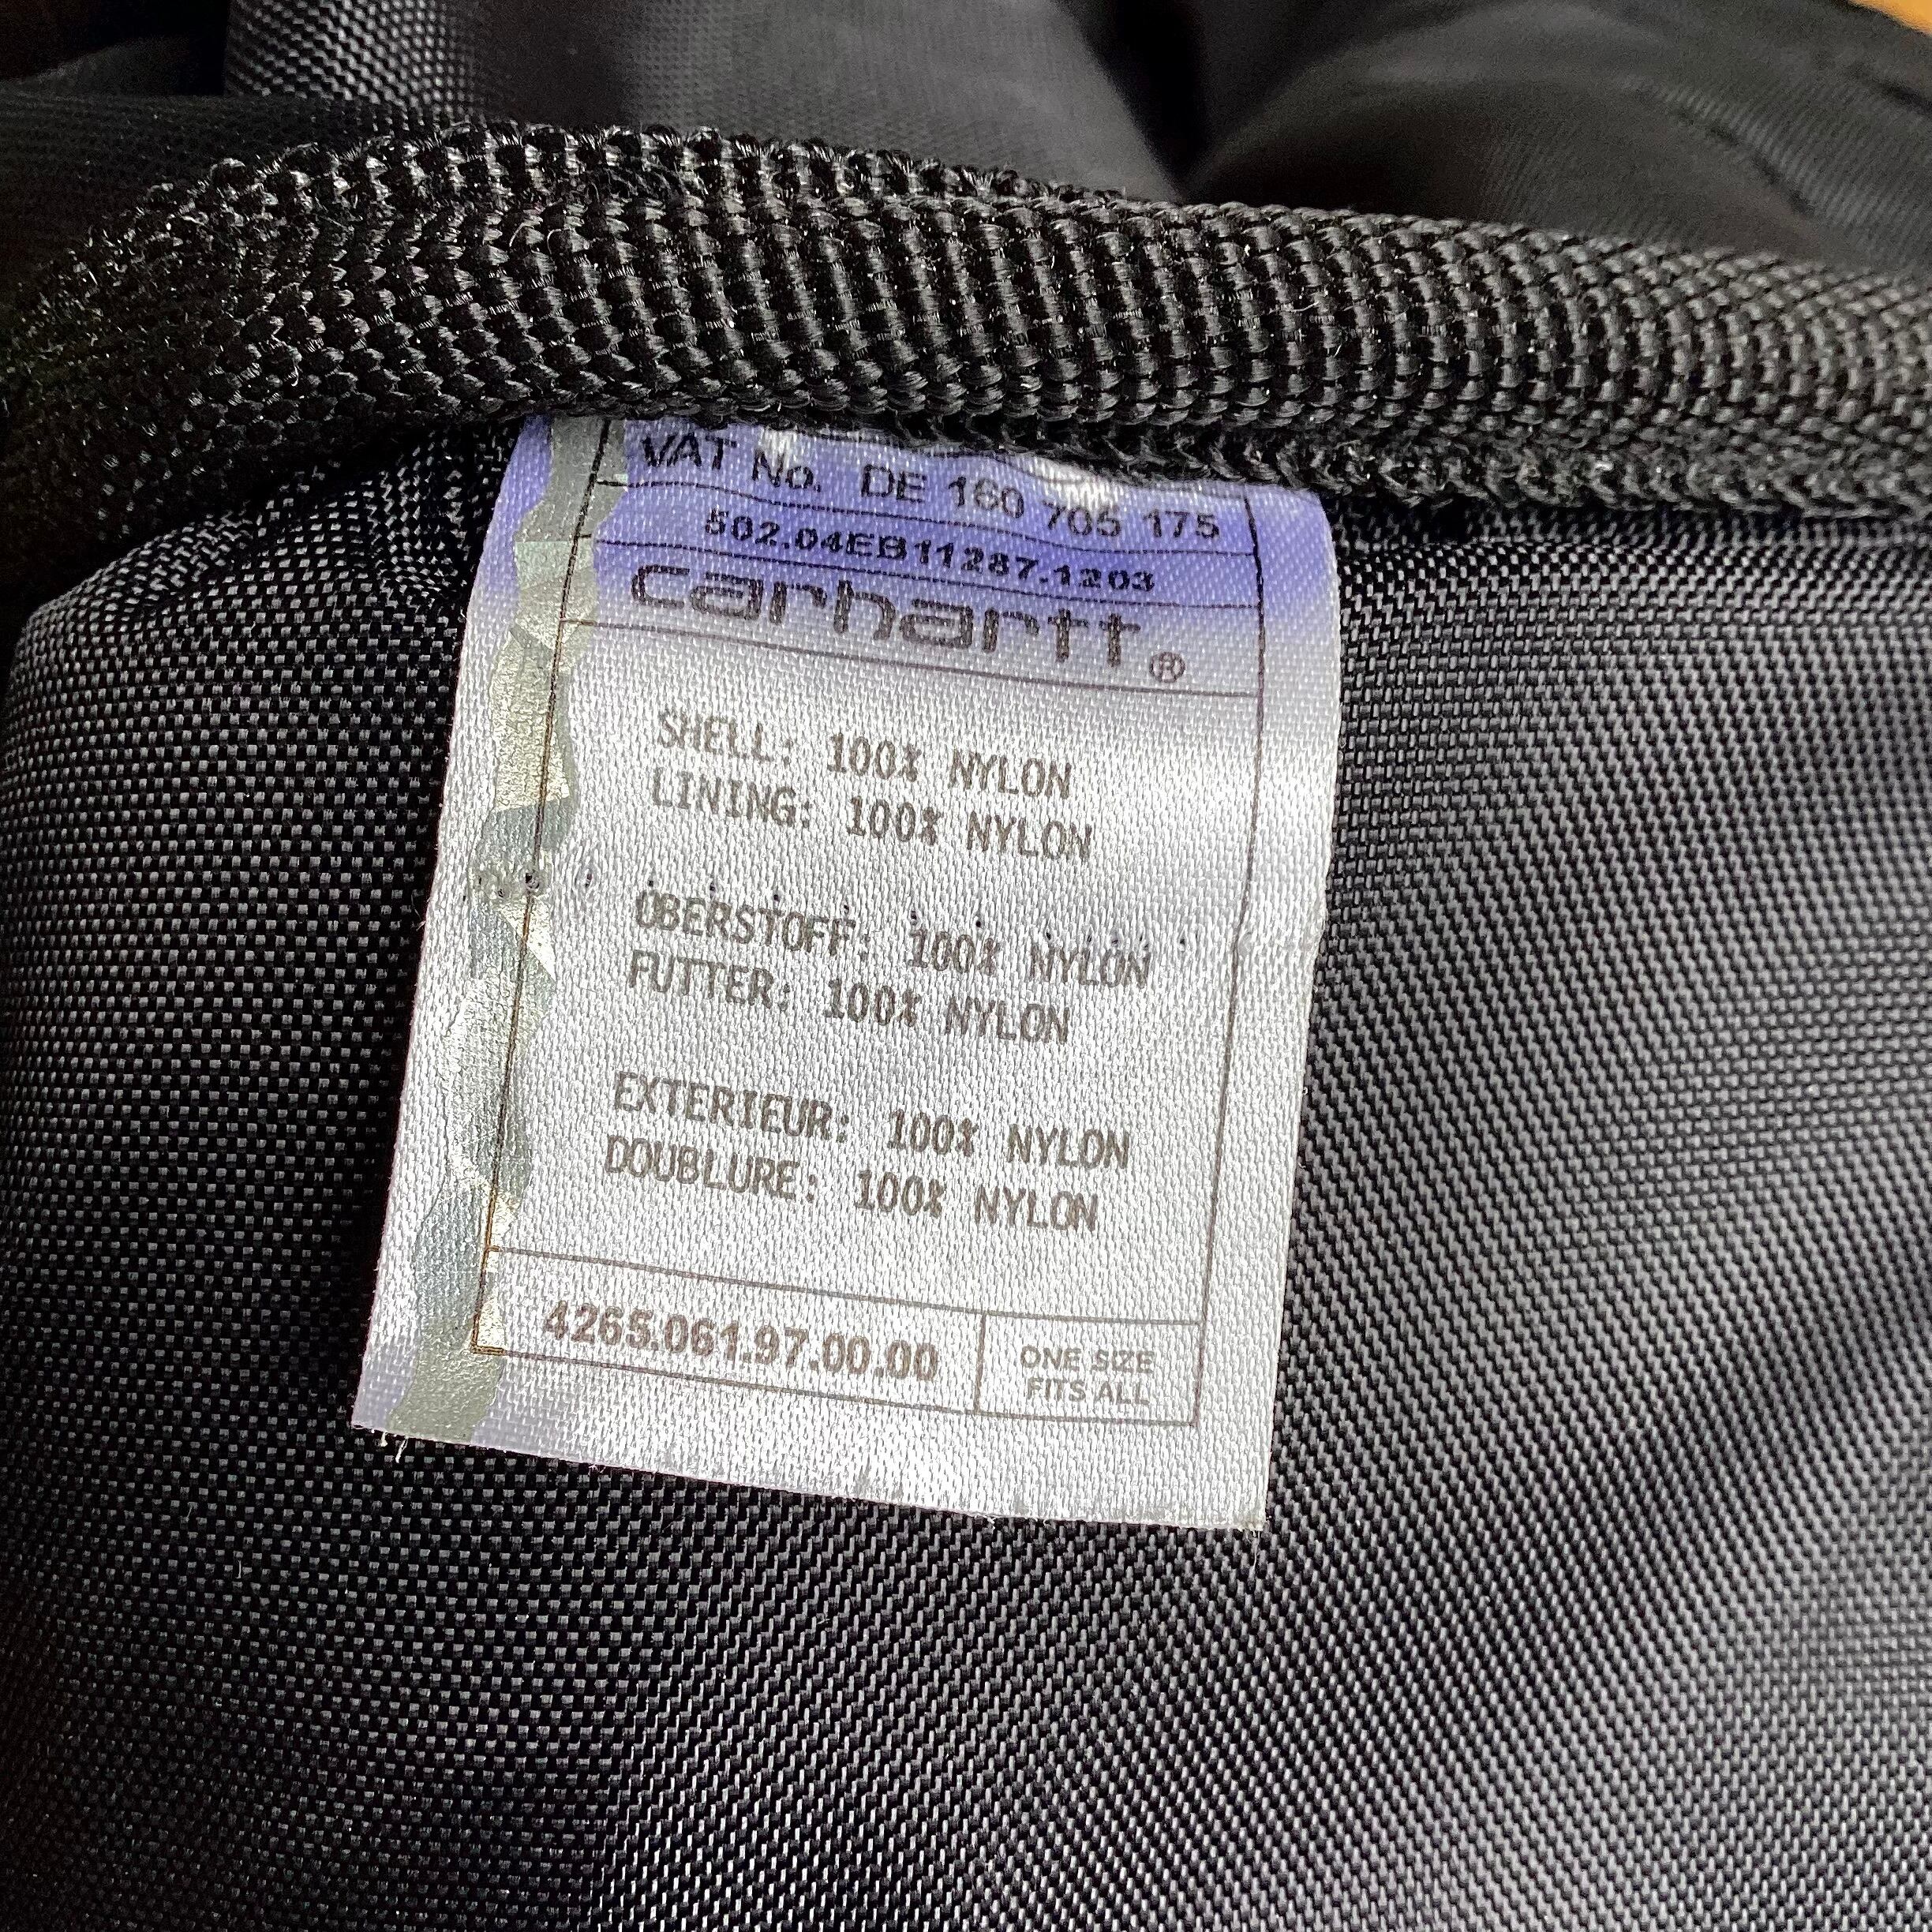 VAT No. DE 160 705 175
502.04EB11287.1203
carhartt®
SHELL: 100% NYLON
LINING: 100% NYLON
OBERSTOFF: 100% NYLON
FUTTER: 100% NYLON
EXTERIEUR: 100% NYLON
DOUBLURE: 100% NYLON
4265.061.97.00.00
ONE SIZE
FITS ALL